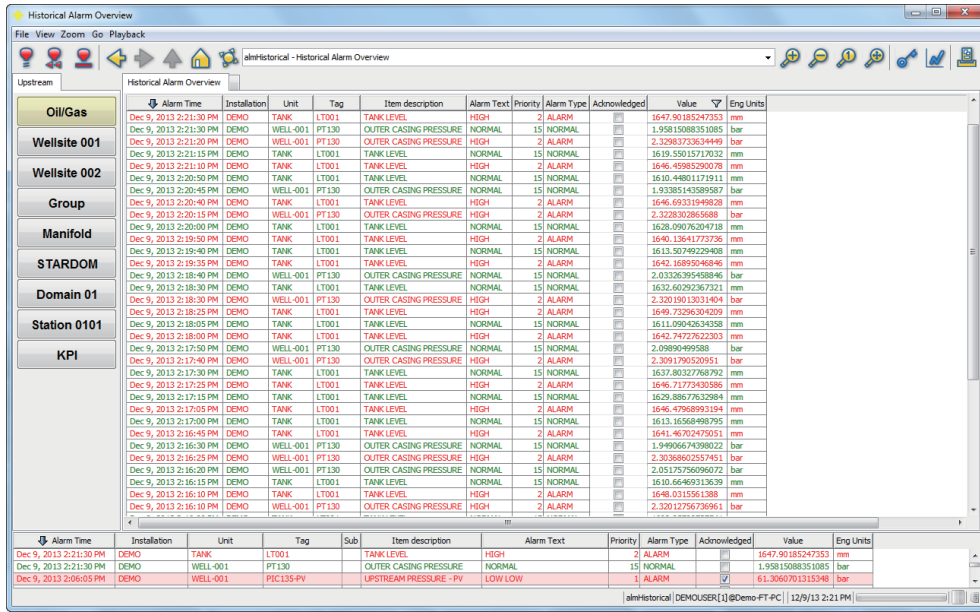 Historical Alarm Overview
File View Zoom Go Playback
almHistorical - Historical Alarm Overview
Upstream
Historical Alarm Overview
Oil/Gas
Wellsite 001
Wellsite 002
Group
Manifold
STARDOM
Domain 01
Station 0101
KPI
Alarm Time Installation Unit Tag Item description Alarm Text Priority Alarm Type Acknowledged Value Eng Units
Dec 9, 2013 2:21:30 PM DEMO TANK LT001 TANK LEVEL HIGH 2 ALARM 1647.90185247353 mm
Dec 9, 2013 2:21:30 PM DEMO WELL-001 PT130 OUTER CASING PRESSURE NORMAL 15 NORMAL 1.95815088351085 bar
Dec 9, 2013 2:21:20 PM DEMO WELL-001 PT130 OUTER CASING PRESSURE HIGH 2 ALARM 2.32983733634449 bar
Dec 9, 2013 2:21:15 PM DEMO TANK LT001 TANK LEVEL NORMAL 15 NORMAL 1619.55015717032 mm
Dec 9, 2013 2:21:10 PM DEMO TANK LT001 TANK LEVEL HIGH 2 ALARM 1646.45985290078 mm
Dec 9, 2013 2:20:50 PM DEMO TANK LT001 TANK LEVEL NORMAL 15 NORMAL 1610.44801171911 mm
Dec 9, 2013 2:20:45 PM DEMO WELL-001 PT130 OUTER CASING PRESSURE NORMAL 15 NORMAL 1.93385143589587 bar
Dec 9, 2013 2:20:40 PM DEMO TANK LT001 TANK LEVEL HIGH 2 ALARM 1646.69331949828 mm
Dec 9, 2013 2:20:15 PM DEMO WELL-001 PT130 OUTER CASING PRESSURE HIGH 2 ALARM 2.3228302865688 bar
Dec 9, 2013 2:20:00 PM DEMO TANK LT001 TANK LEVEL NORMAL 15 NORMAL 1628.09076204718 mm
Dec 9, 2013 2:19:50 PM DEMO TANK LT001 TANK LEVEL HIGH 2 ALARM 1640.13641773736 mm
Dec 9, 2013 2:19:40 PM DEMO TANK LT001 TANK LEVEL NORMAL 15 NORMAL 1613.50749229408 mm
Dec 9, 2013 2:19:35 PM DEMO TANK LT001 TANK LEVEL HIGH 2 ALARM 1642.16895046846 mm
Dec 9, 2013 2:18:40 PM DEMO WELL-001 PT130 OUTER CASING PRESSURE NORMAL 15 NORMAL 2.03326395458846 bar
Dec 9, 2013 2:18:30 PM DEMO TANK LT001 TANK LEVEL NORMAL 15 NORMAL 1632.60292367321 mm
Dec 9, 2013 2:18:30 PM DEMO WELL-001 PT130 OUTER CASING PRESSURE HIGH 2 ALARM 2.32019013031404 bar
Dec 9, 2013 2:18:25 PM DEMO TANK LT001 TANK LEVEL HIGH 2 ALARM 1649.73296304209 mm
Dec 9, 2013 2:18:05 PM DEMO TANK LT001 TANK LEVEL NORMAL 15 NORMAL 1611.09042634358 mm
Dec 9, 2013 2:18:00 PM DEMO TANK LT001 TANK LEVEL HIGH 2 ALARM 1642.74727622303 mm
Dec 9, 2013 2:17:50 PM DEMO WELL-001 PT130 OUTER CASING PRESSURE NORMAL 15 NORMAL 2.09890499588 bar
Dec 9, 2013 2:17:40 PM DEMO WELL-001 PT130 OUTER CASING PRESSURE HIGH 2 ALARM 2.3091790520951 bar
Dec 9, 2013 2:17:30 PM DEMO TANK LT001 TANK LEVEL NORMAL 15 NORMAL 1637.80327768792 mm
Dec 9, 2013 2:17:25 PM DEMO TANK LT001 TANK LEVEL HIGH 2 ALARM 1646.71773430586 mm
Dec 9, 2013 2:17:15 PM DEMO TANK LT001 TANK LEVEL NORMAL 15 NORMAL 1629.88677632984 mm
Dec 9, 2013 2:17:05 PM DEMO TANK LT001 TANK LEVEL HIGH 2 ALARM 1646.47968993194 mm
Dec 9, 2013 2:17:00 PM DEMO TANK LT001 TANK LEVEL NORMAL 15 NORMAL 1613.16568498795 mm
Dec 9, 2013 2:16:45 PM DEMO TANK LT001 TANK LEVEL HIGH 2 ALARM 1641.46702475051 mm
Dec 9, 2013 2:16:30 PM DEMO WELL-001 PT130 OUTER CASING PRESSURE NORMAL 15 NORMAL 1.94906674398022 bar
Dec 9, 2013 2:16:25 PM DEMO WELL-001 PT130 OUTER CASING PRESSURE HIGH 2 ALARM 2.30368602557451 bar
Dec 9, 2013 2:16:20 PM DEMO WELL-001 PT130 OUTER CASING PRESSURE NORMAL 15 NORMAL 2.05175756096072 bar
Dec 9, 2013 2:16:15 PM DEMO TANK LT001 TANK LEVEL NORMAL 15 NORMAL 1610.66469313639 mm
Dec 9, 2013 2:16:10 PM DEMO TANK LT001 TANK LEVEL HIGH 2 ALARM 1648.0315561388 mm
Dec 9, 2013 2:16:10 PM DEMO WELL-001 PT130 OUTER CASING PRESSURE HIGH 2 ALARM 2.32012756736961 bar
Alarm Time Installation Unit Tag Sub Item description Alarm Text Priority Alarm Type Acknowledged Value Eng Units
Dec 9, 2013 2:21:30 PM DEMO TANK LT001 TANK LEVEL HIGH 2 ALARM 1647.90185247353 mm
Dec 9, 2013 2:21:30 PM DEMO WELL-001 PT130 OUTER CASING PRESSURE NORMAL 15 NORMAL 1.95815088351085 bar
Dec 9, 2013 2:06:05 PM DEMO WELL-001 PIC135-PV UPSTREAM PRESSURE - PV LOW LOW 1 ALARM 61.3060701315348 bar
almHistorical DEMOUSER[1]@Demo-FT-PC 12/9/13 2:21 PM